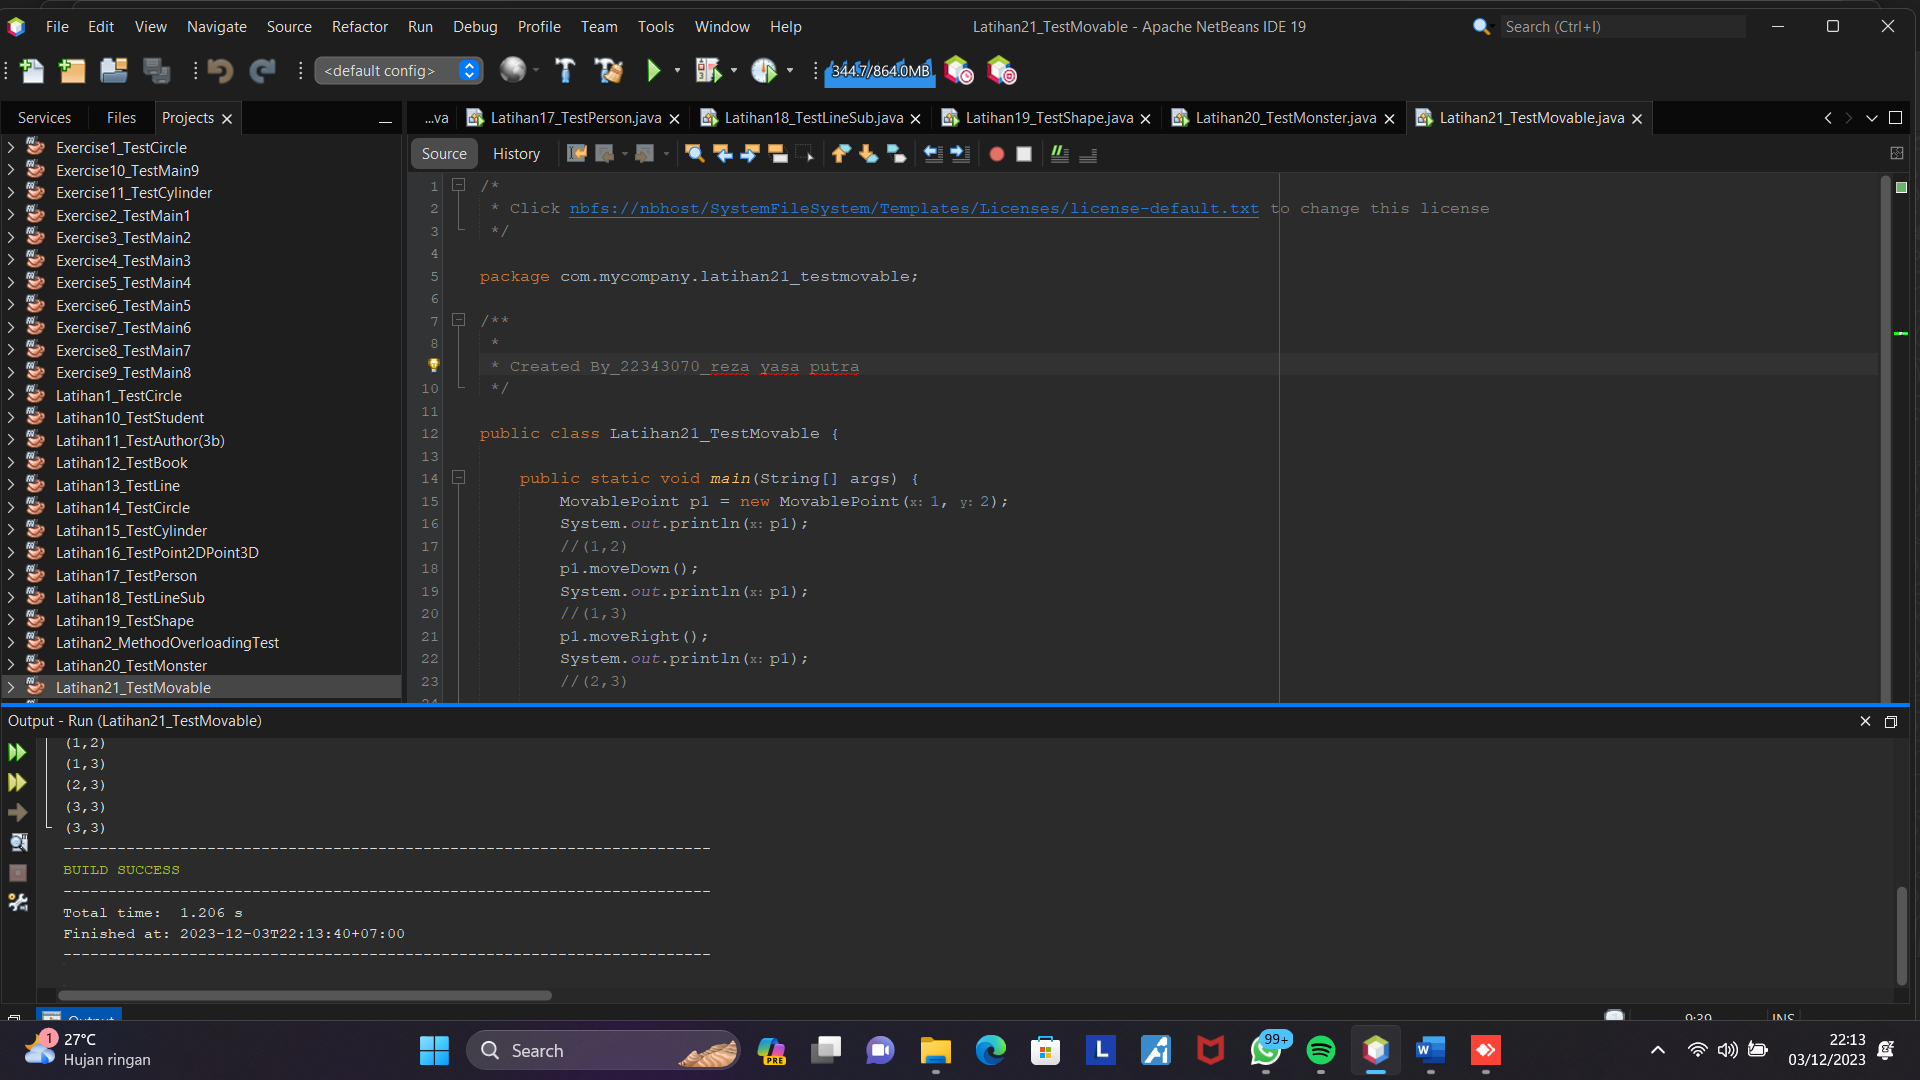 File Edit View Navigate Source Refactor Run Debug Profile Team Tools Window Help
Latihan21_TestMovable - Apache NetBeans IDE 19
Search (Ctrl+I)
<default config>
344.7/864.0MB
Services Files Projects
...va Latihan17_TestPerson.java Latihan18_TestLineSub.java Latihan19_TestShape.java Latihan20_TestMonster.java Latihan21_TestMovable.java
Source History
Exercise1_TestCircle
Exercise10_TestMain9
Exercise11_TestCylinder
Exercise2_TestMain1
Exercise3_TestMain2
Exercise4_TestMain3
Exercise5_TestMain4
Exercise6_TestMain5
Exercise7_TestMain6
Exercise8_TestMain7
Exercise9_TestMain8
Latihan1_TestCircle
Latihan10_TestStudent
Latihan11_TestAuthor(3b)
Latihan12_TestBook
Latihan13_TestLine
Latihan14_TestCircle
Latihan15_TestCylinder
Latihan16_TestPoint2DPoint3D
Latihan17_TestPerson
Latihan18_TestLineSub
Latihan19_TestShape
Latihan2_MethodOverloadingTest
Latihan20_TestMonster
Latihan21_TestMovable
1 /*
2 * Click nbfs://nbhost/SystemFileSystem/Templates/Licenses/license-default.txt to change this license
3 */
4
5 package com.mycompany.latihan21_testmovable;
6
7 /**
8 *
* Created By_22343070_reza yasa putra
10 */
11
12 public class Latihan21_TestMovable {
13
14 public static void main(String[] args) {
15 MovablePoint p1 = new MovablePoint(x: 1, y: 2);
16 System.out.println(x: p1);
17 //(1,2)
18 p1.moveDown();
19 System.out.println(x: p1);
20 //(1,3)
21 p1.moveRight();
22 System.out.println(x: p1);
23 //(2,3)
Output - Run (Latihan21_TestMovable)
(1,2)
(1,3)
(2,3)
(3,3)
(3,3)
------------------------------------------------------------------------
BUILD SUCCESS
------------------------------------------------------------------------
Total time:  1.206 s
Finished at: 2023-12-03T22:13:40+07:00
------------------------------------------------------------------------
Output
9:39 INS
1
27°C
Hujan ringan
Search
PRE
L
99+
W
22:13
03/12/2023